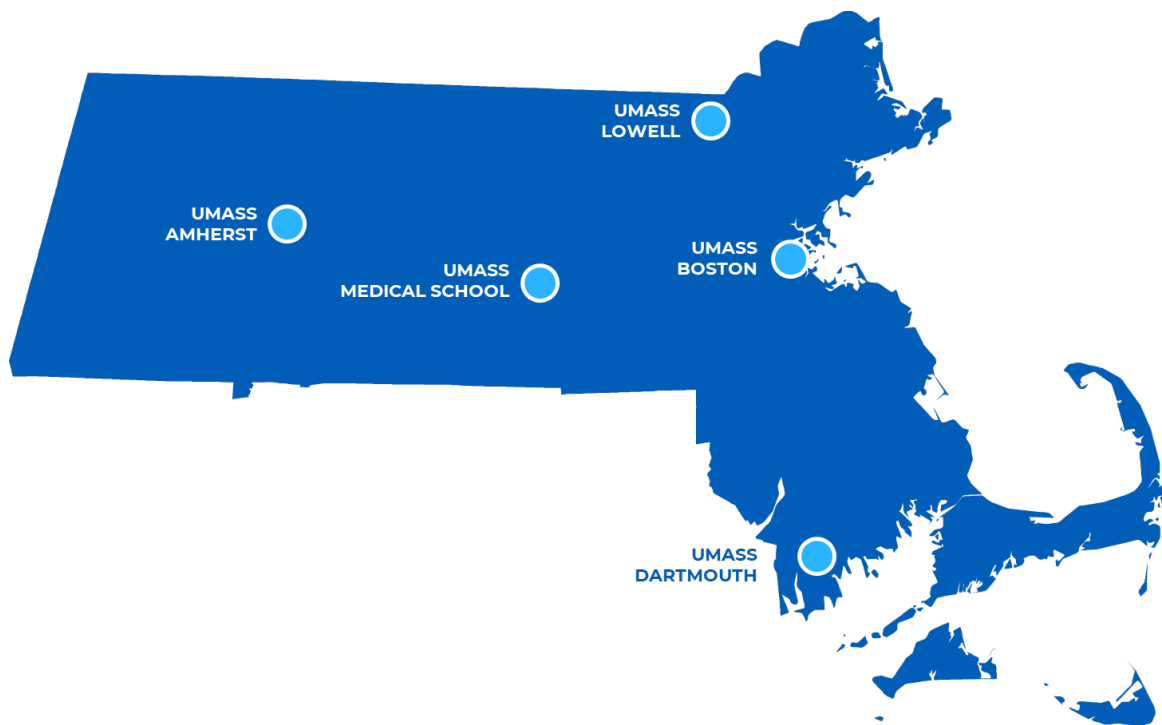 UMASS
LOWELL
UMASS
AMHERST
UMASS
BOSTON
UMASS
MEDICAL SCHOOL
UMASS
DARTMOUTH